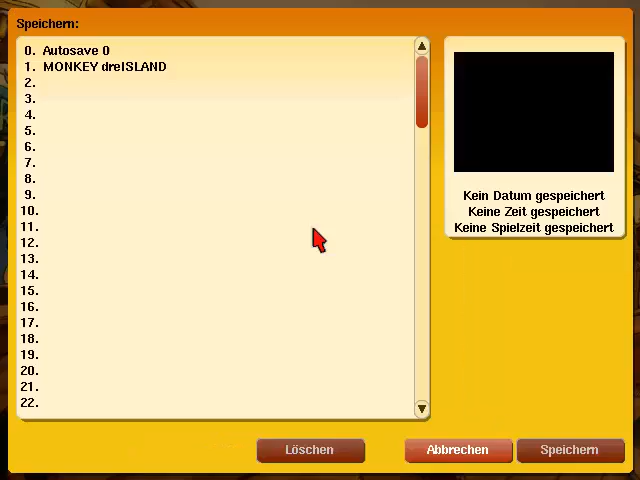 Speichern:
0. Autosave 0
1. MONKEY dreISLAND
2.
3.
4.
5.
6.
7.
8.
9.
10.
11.
12.
13.
14.
15.
16.
17.
18.
19.
20.
21.
22.
Kein Datum gespeichert
Keine Zeit gespeichert
Keine Spielzeit gespeichert
Löschen
Abbrechen
Speichern